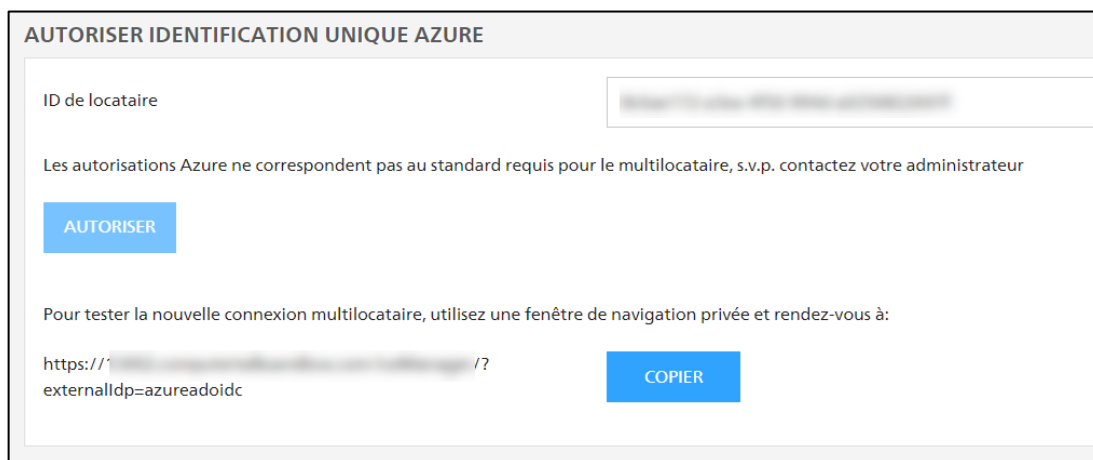 AUTORISER IDENTIFICATION UNIQUE AZURE
ID de locataire
Les autorisations Azure ne correspondent pas au standard requis pour le multilocataire, s.v.p. contactez votre administrateur
AUTORISER
Pour tester la nouvelle connexion multilocataire, utilisez une fenêtre de navigation privée et rendez-vous à:
https:// /?
externalIdp=azureadoidc
COPIER